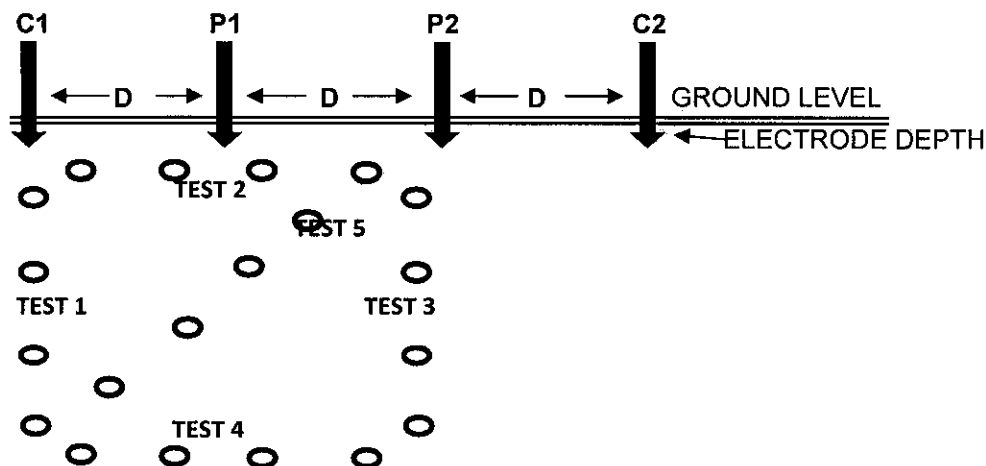 C1 P1 P2 C2
D D D
GROUND LEVEL
ELECTRODE DEPTH
TEST 2
TEST 5
TEST 1 TEST 3
TEST 4